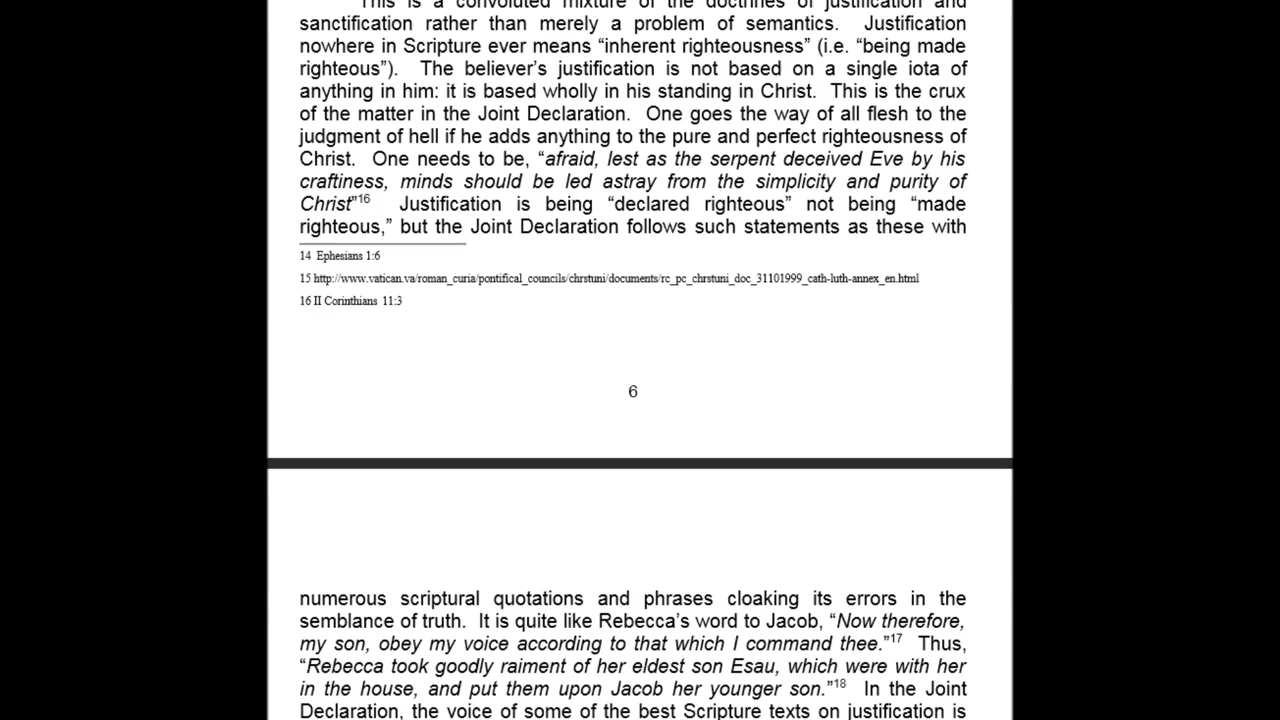 This is a convoluted mixture of the doctrines of justification and
sanctification rather than merely a problem of semantics. Justification
nowhere in Scripture ever means “inherent righteousness” (i.e. “being made
righteous”). The believer’s justification is not based on a single iota of
anything in him: it is based wholly in his standing in Christ. This is the crux
of the matter in the Joint Declaration. One goes the way of all flesh to the
judgment of hell if he adds anything to the pure and perfect righteousness of
Christ. One needs to be, “afraid, lest as the serpent deceived Eve by his
craftiness, minds should be led astray from the simplicity and purity of
Christ”16 Justification is being “declared righteous” not being “made
righteous,” but the Joint Declaration follows such statements as these with
14 Ephesians 1:6
15 http://www.vatican.va/roman_curia/pontifical_councils/chrstuni/documents/rc_pc_chrstuni_doc_31101999_cath-luth-annex_en.html
16 II Corinthians 11:3
6
numerous scriptural quotations and phrases cloaking its errors in the
semblance of truth. It is quite like Rebecca’s word to Jacob, “Now therefore,
my son, obey my voice according to that which I command thee.”17 Thus,
“Rebecca took goodly raiment of her eldest son Esau, which were with her
in the house, and put them upon Jacob her younger son.”18 In the Joint
Declaration, the voice of some of the best Scripture texts on justification is